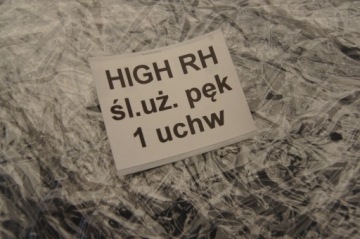 HIGH RH
śl.uż. pęk
1 uchw